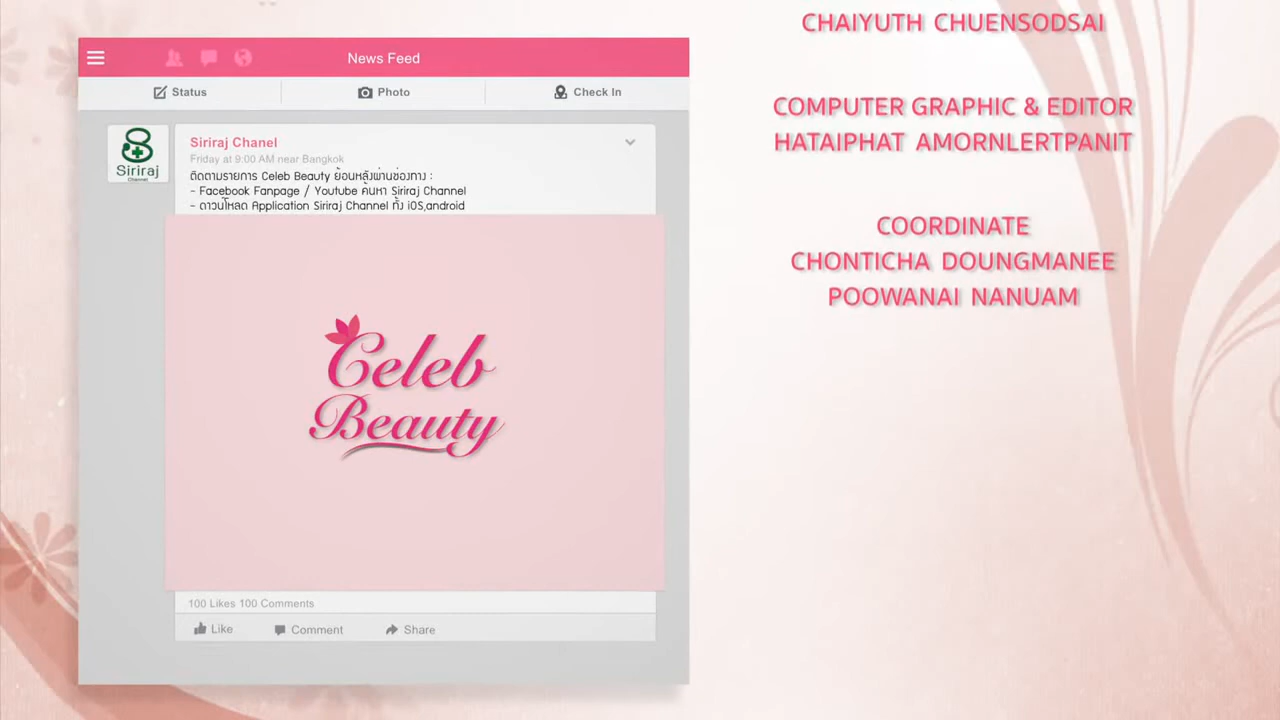 News Feed
Status
Photo
Check In
Siriraj
Channel
Siriraj Chanel
Friday at 9:00 AM near Bangkok
ติดตามรายการ Celeb Beauty ย้อนหลังผ่านช่องทาง :
- Facebook Fanpage / Youtube ค้นหา Siriraj Channel
- ดาวน์โหลด Application Siriraj Channel ทั้ง iOS,android
Celeb
Beauty
100 Likes 100 Comments
Like
Comment
Share
CHAIYUTH CHUENSODSAI
COMPUTER GRAPHIC & EDITOR
HATAIPHAT AMORNLERTPANIT
COORDINATE
CHONTICHA DOUNGMANEE
POOWANAI NANUAM